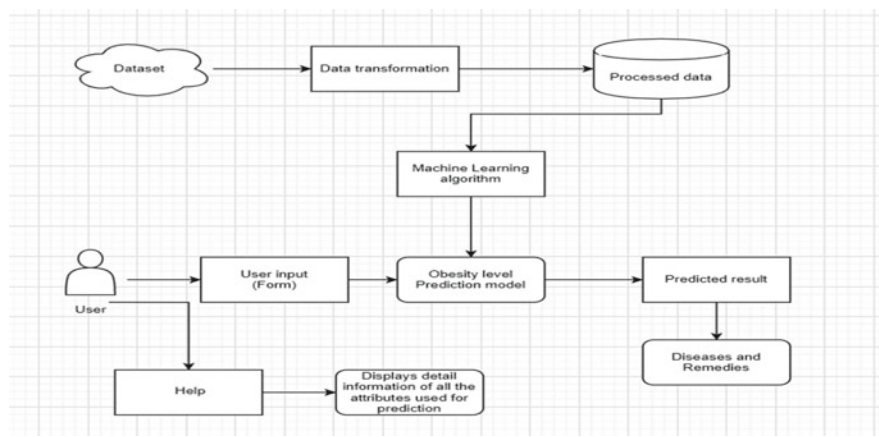 Dataset
Data transformation
Processed data
Machine Learning
algorithm
User
User input
(Form)
Obesity level
Prediction model
Predicted result
Help
Displays detail
information of all the
attributes used for
prediction
Diseases and
Remedies